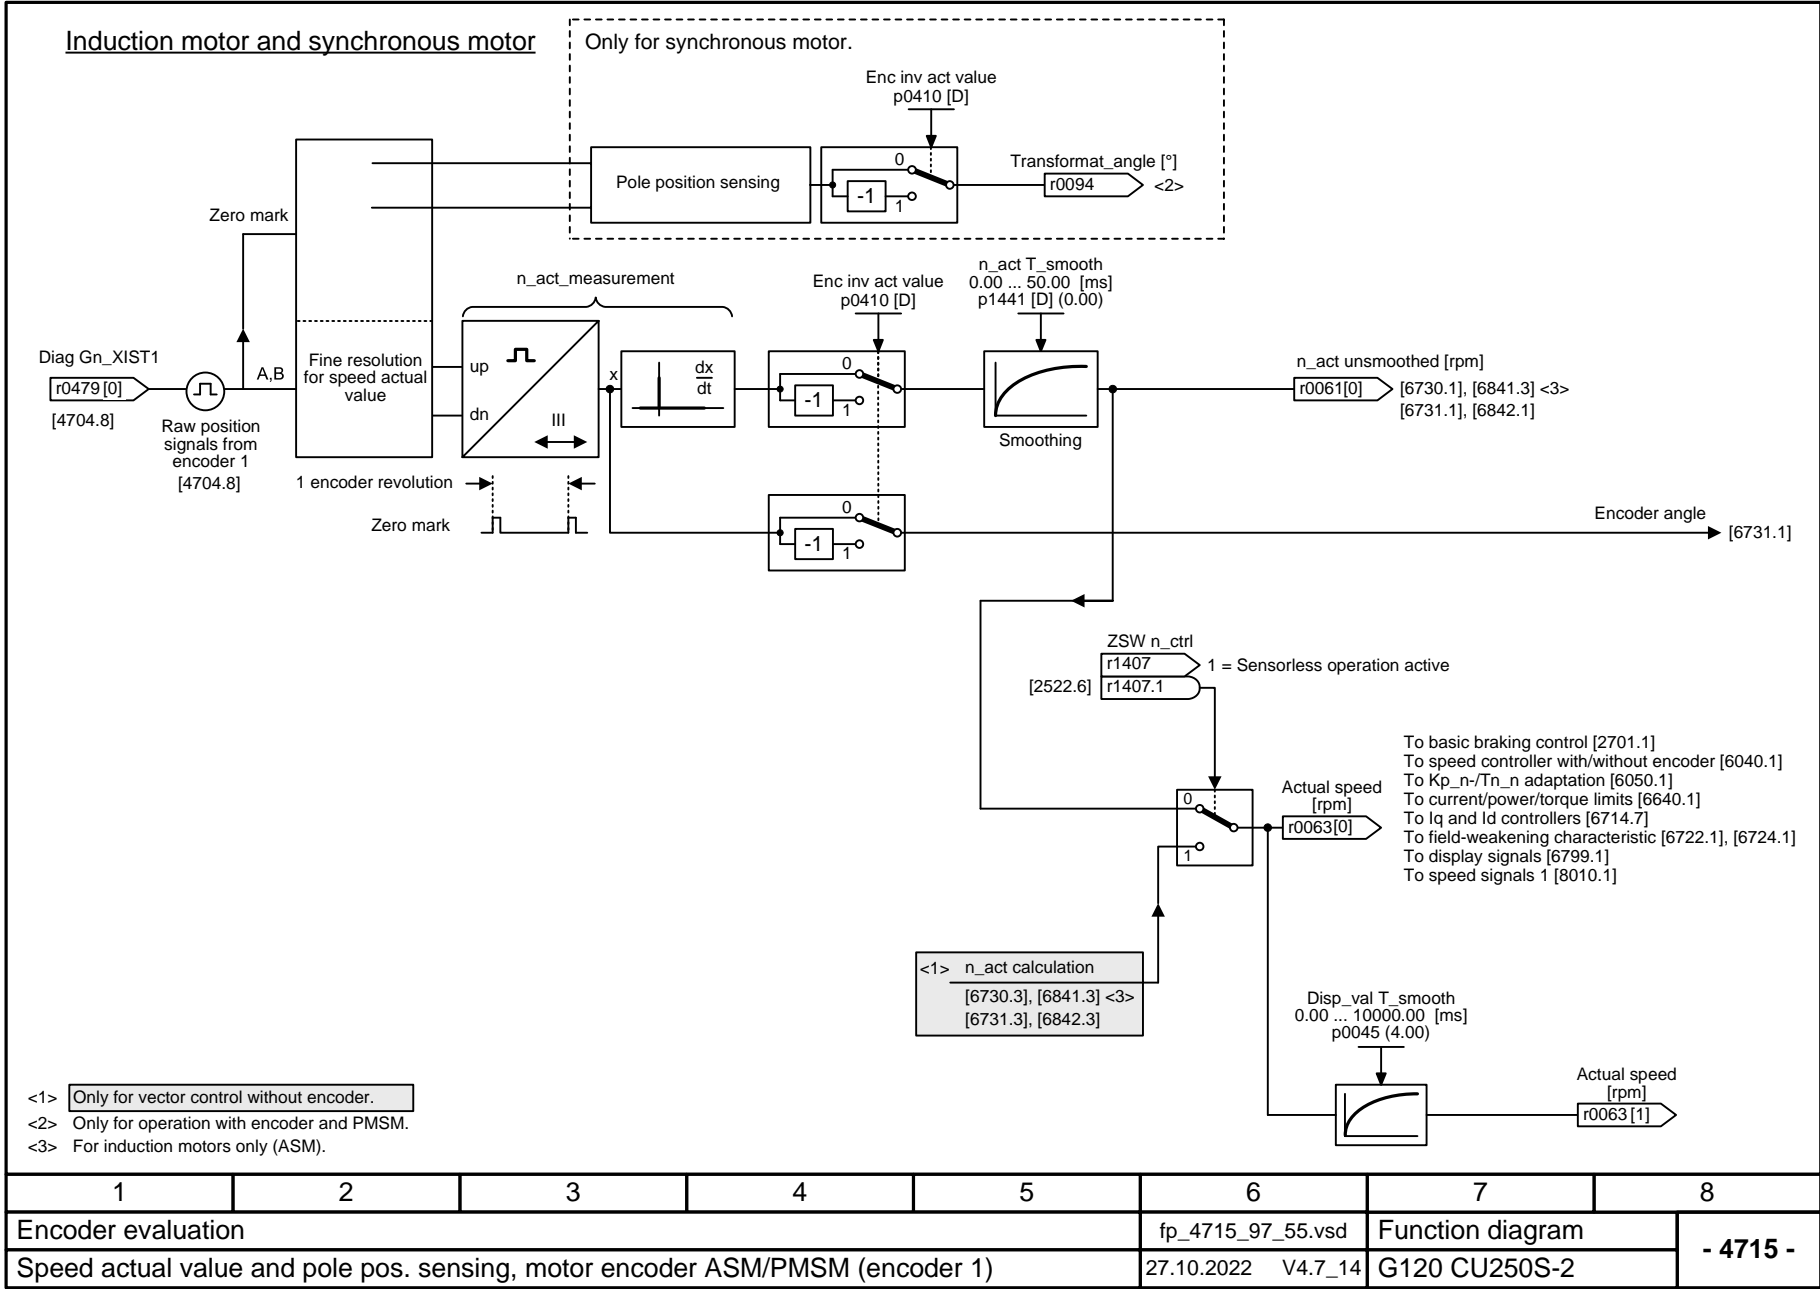 Induction motor and synchronous motor
Only for synchronous motor.
Enc inv act value
p0410 [D]
0
-1
1
Pole position sensing
Transformat_angle [°]
r0094
<2>
Zero mark
n_act_measurement
Enc inv act value
p0410 [D]
n_act T_smooth
0.00 ... 50.00 [ms]
p1441 [D] (0.00)
Diag Gn_XIST1
r0479 [0]
[4704.8]
Raw position
signals from
encoder 1
[4704.8]
A,B
Fine resolution
for speed actual
value
up
dn
III
x
dx
dt
0
-1
1
Smoothing
n_act unsmoothed [rpm]
r0061[0]
[6730.1], [6841.3] <3>
[6731.1], [6842.1]
1 encoder revolution
Zero mark
0
-1
1
Encoder angle
[6731.1]
ZSW n_ctrl
r1407
1 = Sensorless operation active
[2522.6]
r1407.1
0
1
Actual speed
[rpm]
r0063[0]
To basic braking control [2701.1]
To speed controller with/without encoder [6040.1]
To Kp_n-/Tn_n adaptation [6050.1]
To current/power/torque limits [6640.1]
To Iq and Id controllers [6714.7]
To field-weakening characteristic [6722.1], [6724.1]
To display signals [6799.1]
To speed signals 1 [8010.1]
<1> n_act calculation
[6730.3], [6841.3] <3>
[6731.3], [6842.3]
Disp_val T_smooth
0.00 ... 10000.00 [ms]
p0045 (4.00)
Actual speed
[rpm]
r0063 [1]
<1> Only for vector control without encoder.
<2> Only for operation with encoder and PMSM.
<3> For induction motors only (ASM).
1 2 3 4 5 6 7 8
Encoder evaluation
fp_4715_97_55.vsd
Function diagram
- 4715 -
Speed actual value and pole pos. sensing, motor encoder ASM/PMSM (encoder 1)
27.10.2022 V4.7_14
G120 CU250S-2